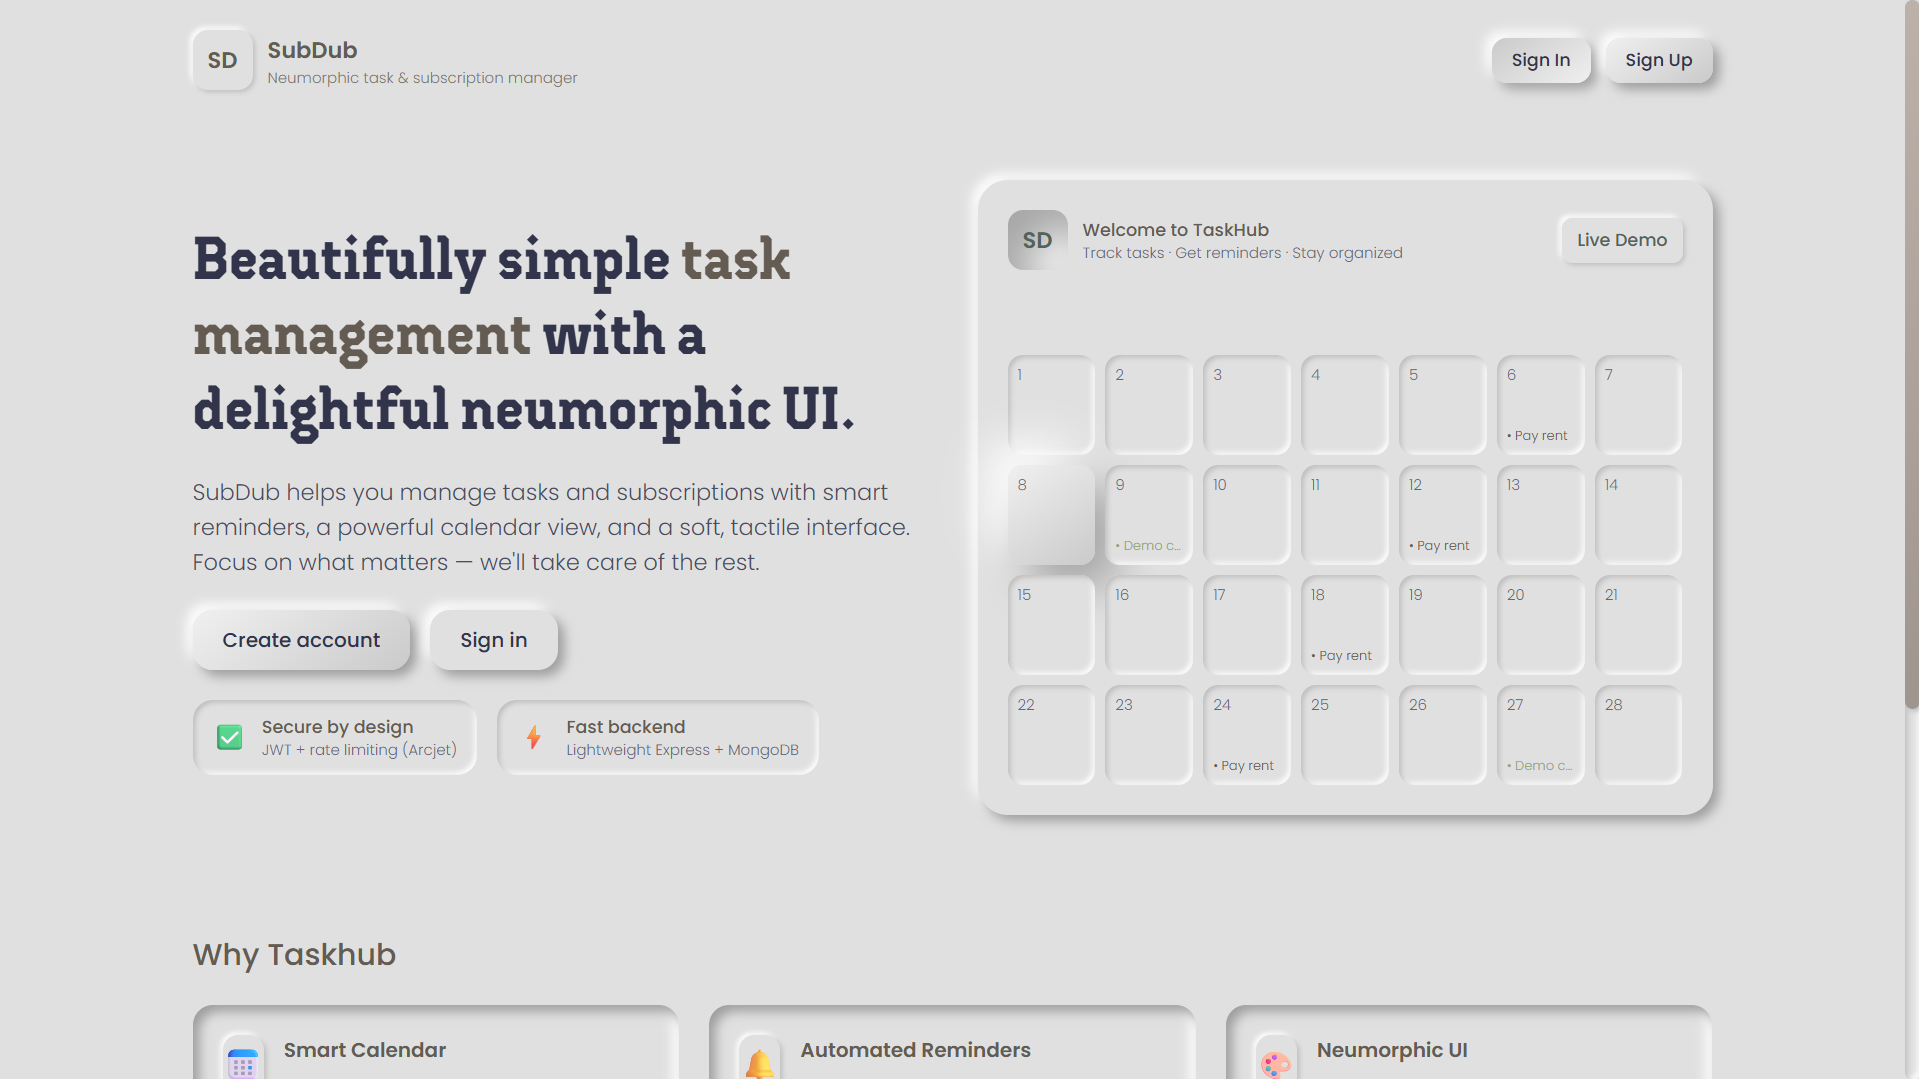 SD
SubDub
Neumorphic task & subscription manager
Sign In
Sign Up
Beautifully simple task
management with a
delightful neumorphic UI.
SubDub helps you manage tasks and subscriptions with smart
reminders, a powerful calendar view, and a soft, tactile interface.
Focus on what matters — we'll take care of the rest.
Create account
Sign in
Secure by design
JWT + rate limiting (Arcjet)
Fast backend
Lightweight Express + MongoDB
SD
Welcome to TaskHub
Track tasks · Get reminders · Stay organized
Live Demo
1
2
3
4
5
6
7
• Pay rent
8
9
10
11
12
13
14
• Demo c...
• Pay rent
15
16
17
18
19
20
21
• Pay rent
22
23
24
25
26
27
28
• Pay rent
• Demo c...
Why Taskhub
Smart Calendar
Automated Reminders
Neumorphic UI